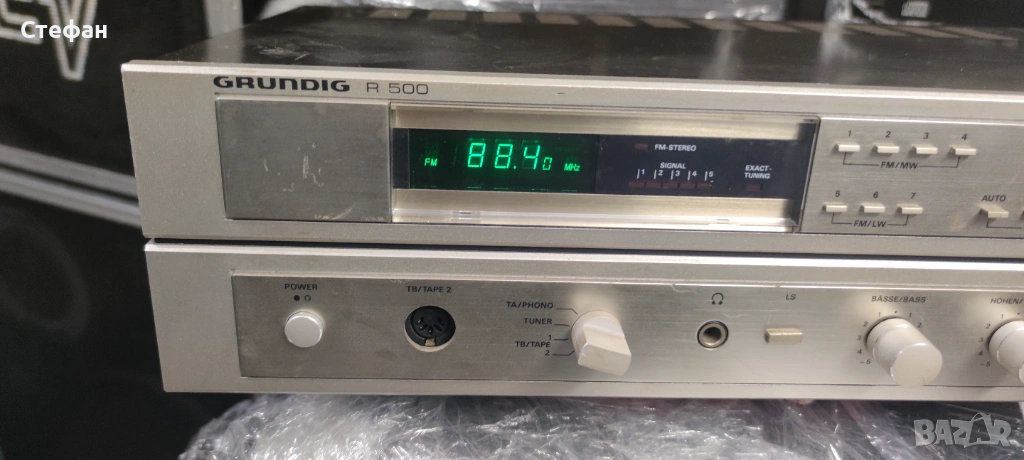 Стефан
GRUNDIG R 500
FM 88.40 MHz
FM-STEREO
SIGNAL
1 2 3 4 5
EXACT-
TUNING
1 2 3 4
FM/MW
5 6 7
FM/LW
AUTO
POWER
TB/TAPE 2
TA/PHONO
TUNER
1
TB/TAPE
2
LS
BÄSSE/BASS
HÖHEN/
BAZAR